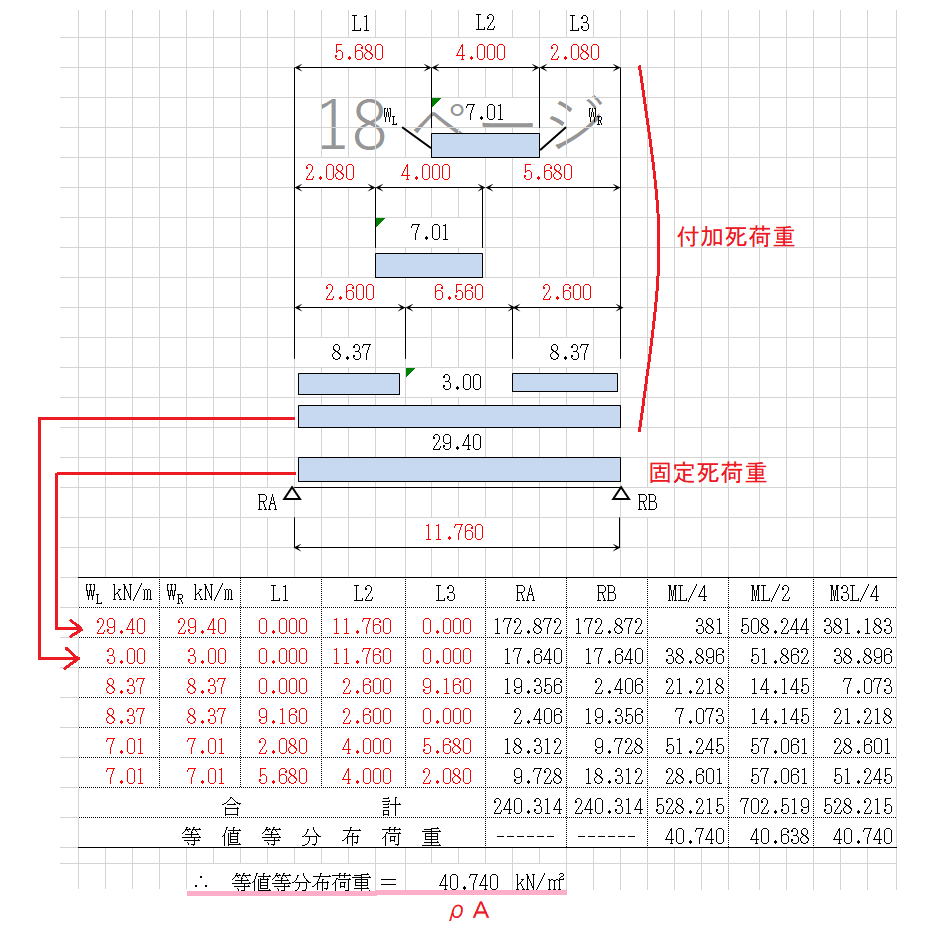 L1 L2 L3
5.680 4.000 2.080
18 ページ
WL 7.01 WR
2.080 4.000 5.680
付加死荷重
7.01
2.600 6.560 2.600
8.37 8.37
3.00
29.40
固定死荷重
RA RB
11.760
WL kN/m WR kN/m L1 L2 L3 RA RB ML/4 ML/2 M3L/4
29.40 29.40 0.000 11.760 0.000 172.872 172.872 381 508.244 381.183
3.00 3.00 0.000 11.760 0.000 17.640 17.640 38.896 51.862 38.896
8.37 8.37 0.000 2.600 9.160 19.356 2.406 21.218 14.145 7.073
8.37 8.37 9.160 2.600 0.000 2.406 19.356 7.073 14.145 21.218
7.01 7.01 2.080 4.000 5.680 18.312 9.728 51.245 57.061 28.601
7.01 7.01 5.680 4.000 2.080 9.728 18.312 28.601 57.061 51.245
合 計 240.314 240.314 528.215 702.519 528.215
等 値 等 分 布 荷 重 ------ ------ 40.740 40.638 40.740
∴ 等値等分布荷重 = 40.740 kN/㎡
ρA